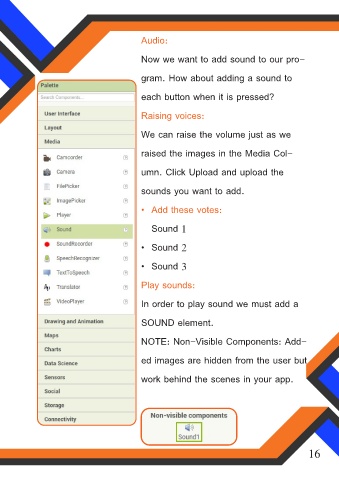 Audio:
Now we want to add sound to our pro-
gram. How about adding a sound to
each button when it is pressed?
Raising voices:
We can raise the volume just as we
raised the images in the Media Col-
umn. Click Upload and upload the
sounds you want to add.
• Add these votes:
Sound 1
• Sound 2
• Sound 3
Play sounds:
In order to play sound we must add a
SOUND element.
NOTE: Non-Visible Components: Add-
ed images are hidden from the user but
work behind the scenes in your app.
Palette
Search Components...
User Interface
Layout
Media
Camcorder
Camera
FilePicker
ImagePicker
Player
Sound
SoundRecorder
SpeechRecognizer
TextToSpeech
Translator
VideoPlayer
Drawing and Animation
Maps
Charts
Data Science
Sensors
Social
Storage
Connectivity
Non-visible components
Sound1
16